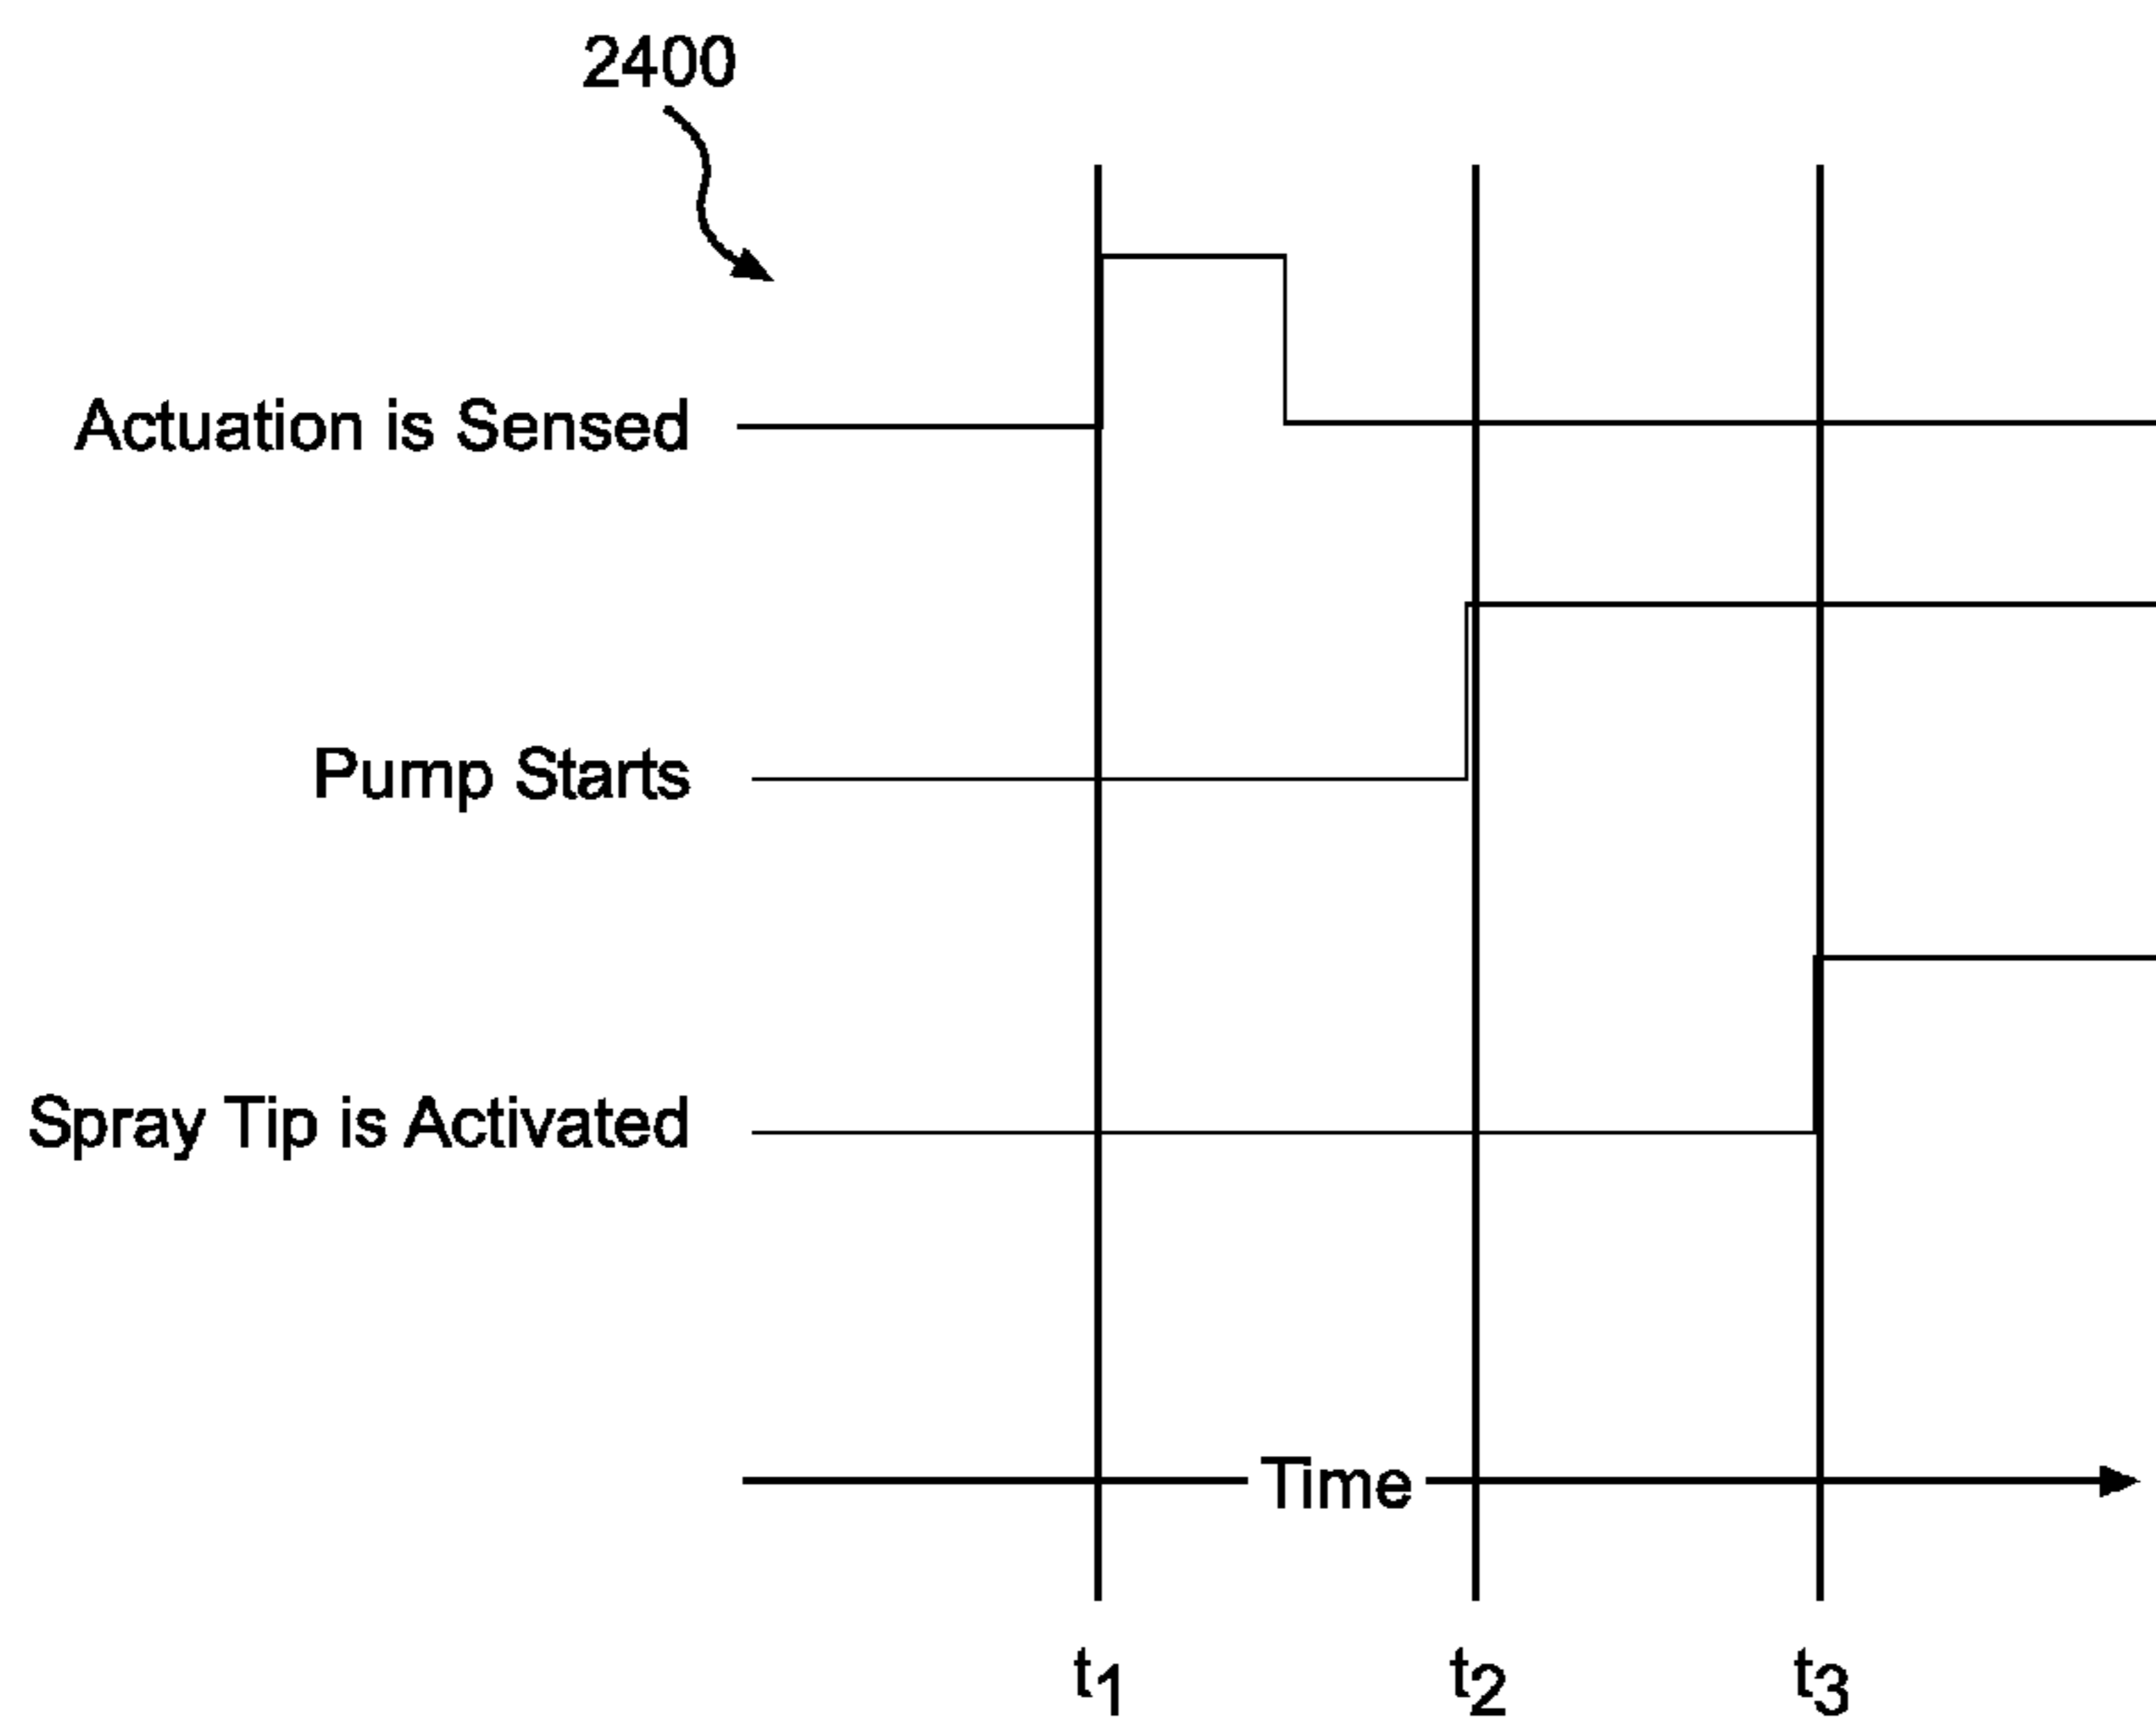 2400
Actuation is Sensed
Pump Starts
Spray Tip is Activated
Time
t1 t2 t3